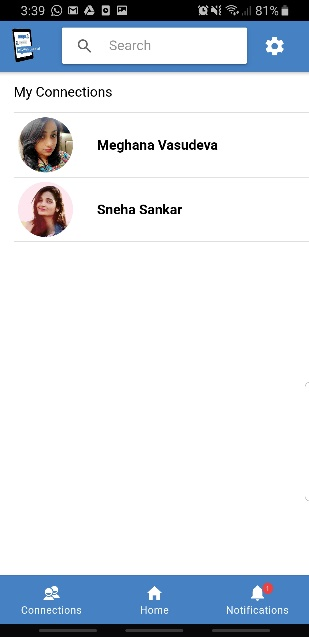 3:39
81%
Search
My Connections
Meghana Vasudeva
Sneha Sankar
1
Connections
Home
Notifications